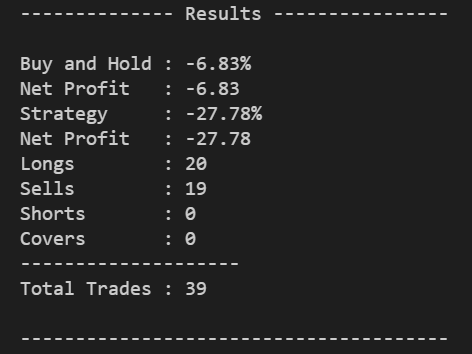 -------------- Results ----------------
Buy and Hold : -6.83%
Net Profit   : -6.83
Strategy     : -27.78%
Net Profit   : -27.78
Longs        : 20
Sells        : 19
Shorts       : 0
Covers       : 0
--------------------
Total Trades : 39
---------------------------------------